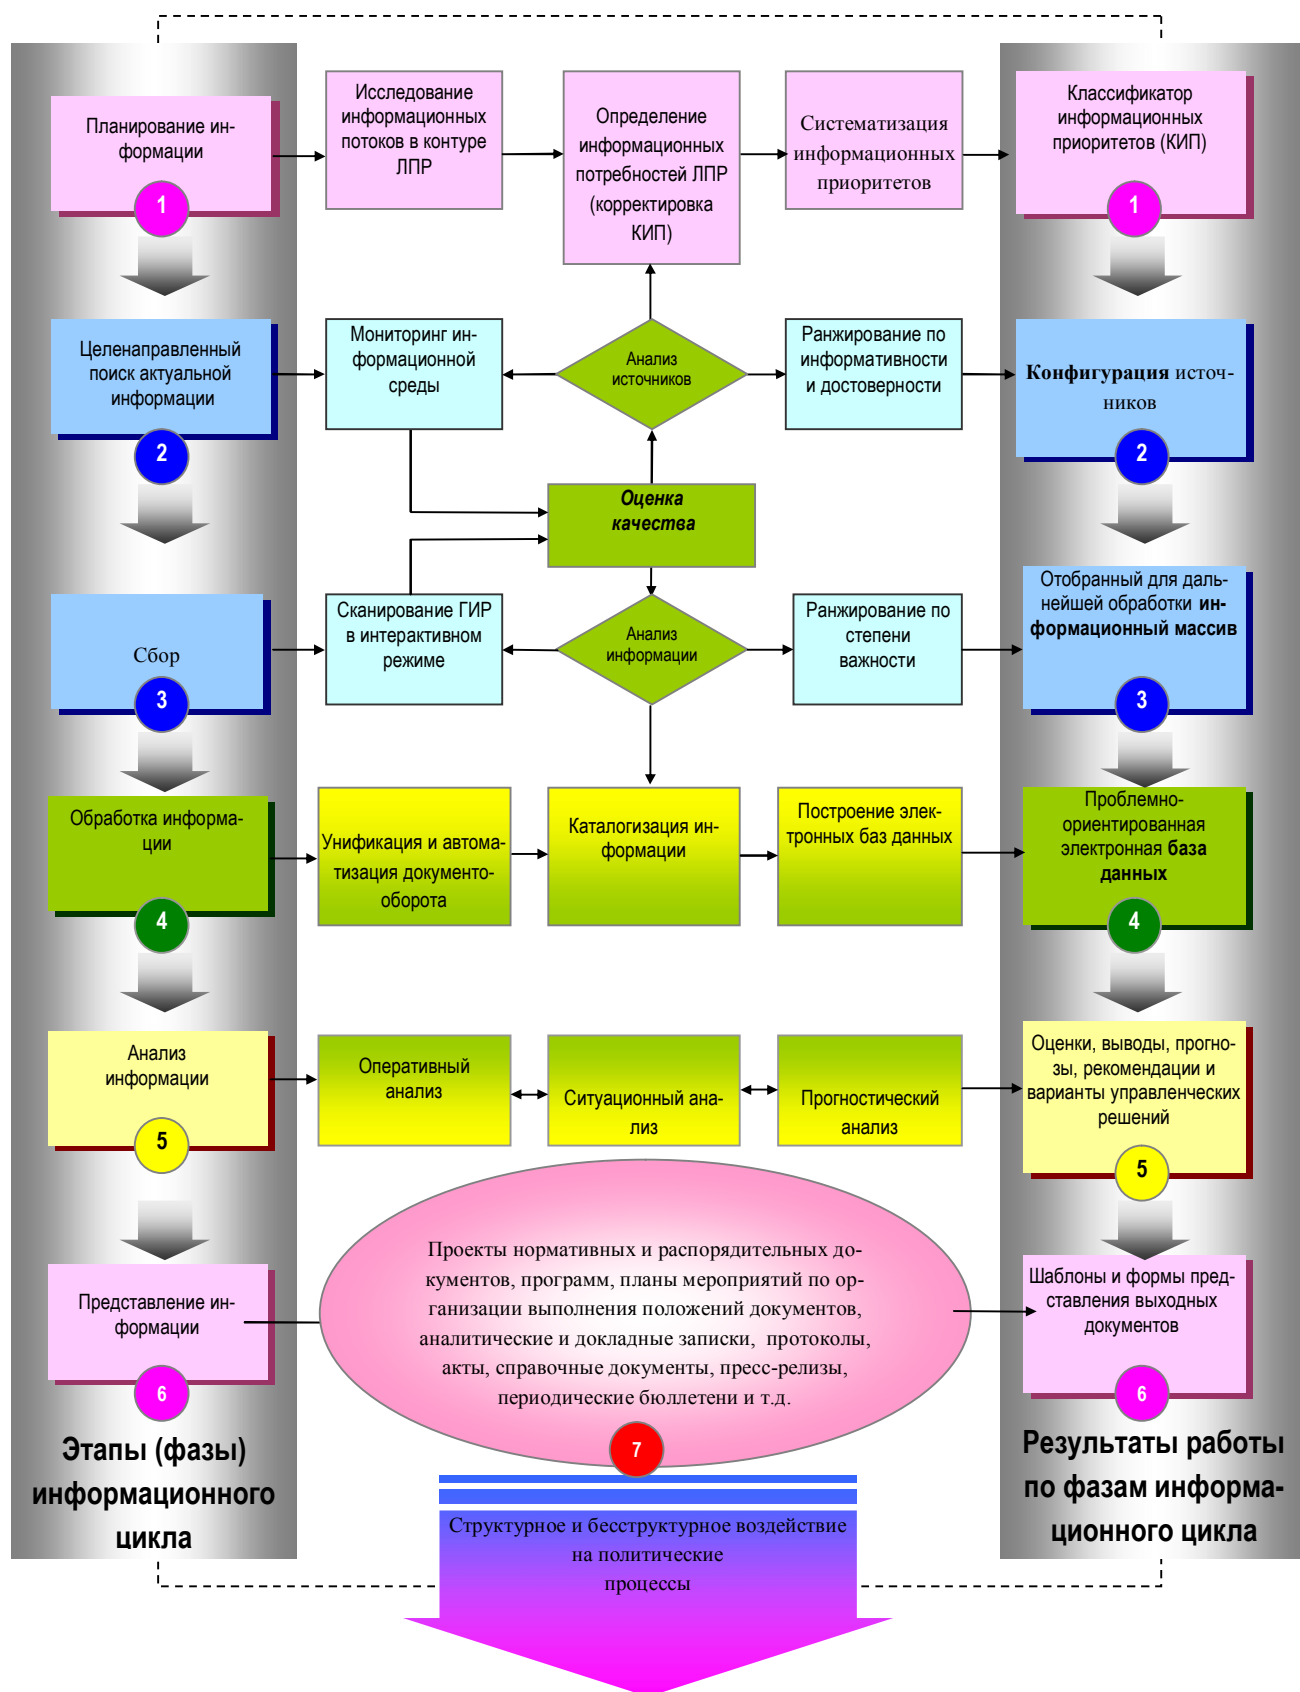 Планирование ин-
формации
1
Исследование
информационных
потоков в контуре
ЛПР
Определение
информационных
потребностей ЛПР
(корректировка
КИП)
Систематизация
информационных
приоритетов
Классификатор
информационных
приоритетов (КИП)
1
Целенаправленный
поиск актуальной
информации
2
Мониторинг ин-
формационной
среды
Анализ
источников
Ранжирование по
информативности
и достоверности
Конфигурация источ-
ников
2
Оценка
качества
Сбор
3
Сканирование ГИР
в интерактивном
режиме
Анализ
информации
Ранжирование по
степени
важности
Отобранный для даль-
нейшей обработки ин-
формационный массив
3
Обработка информа-
ции
4
Унификация и автома-
тизация документо-
оборота
Каталогизация ин-
формации
Построение элек-
тронных баз данных
Проблемно-
ориентированная
электронная база
данных
4
Анализ
информации
5
Оперативный
анализ
Ситуационный ана-
лиз
Прогностический
анализ
Оценки, выводы, прогно-
зы, рекомендации и
варианты управленческих
решений
5
Представление ин-
формации
6
Проекты нормативных и распорядительных до-
кументов, программ, планы мероприятий по ор-
ганизации выполнения положений документов,
аналитические и докладные записки, протоколы,
акты, справочные документы, пресс-релизы,
периодические бюллетени и т.д.
7
Шаблоны и формы пред-
ставления выходных
документов
6
Этапы (фазы)
информационного
цикла
Результаты работы
по фазам информа-
ционного цикла
Структурное и бесструктурное воздействие
на политические
процессы